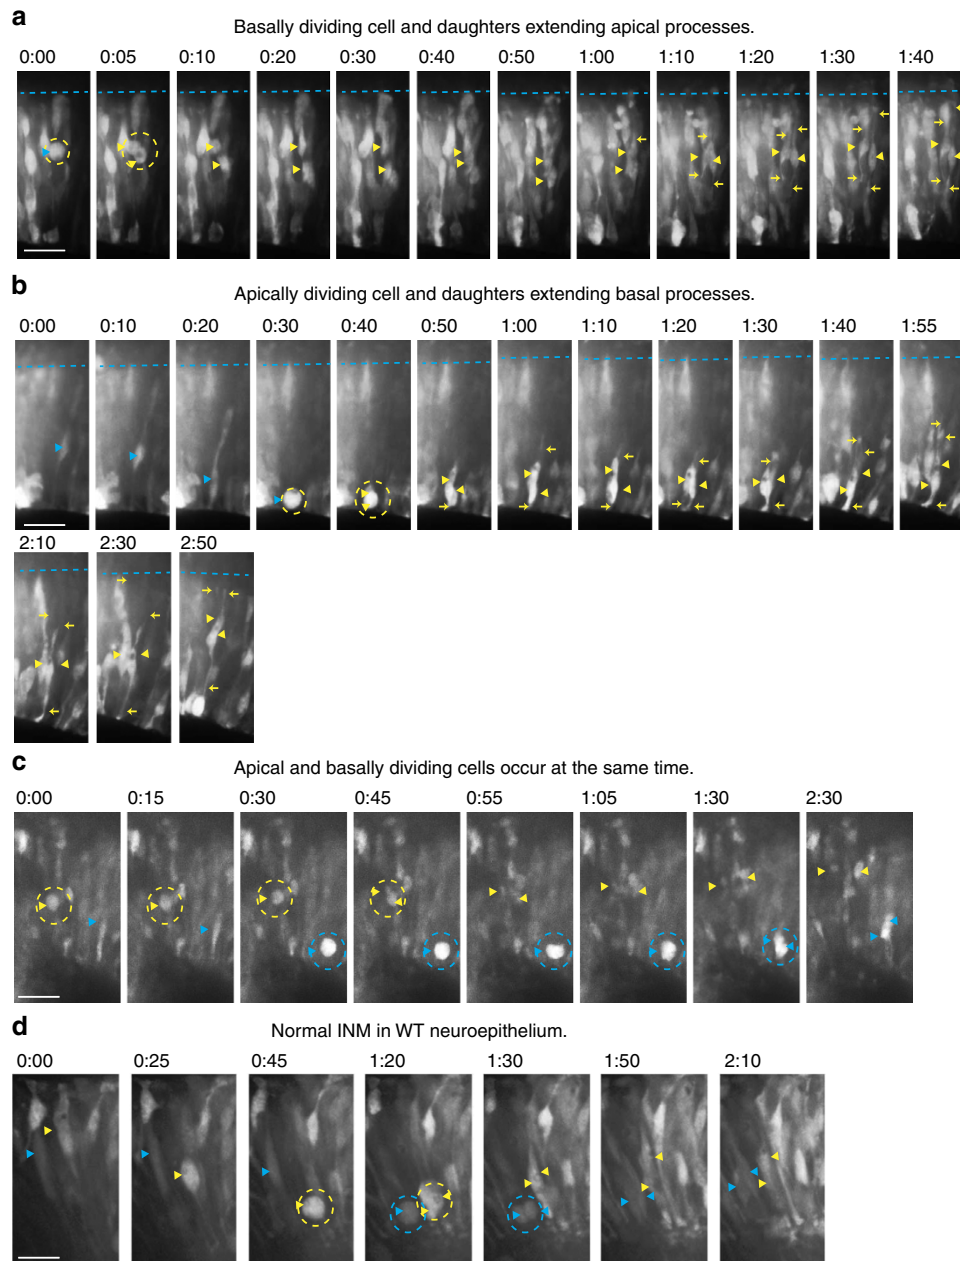 a
Basally dividing cell and daughters extending apical processes.
0:00 0:05 0:10 0:20 0:30 0:40 0:50 1:00 1:10 1:20 1:30 1:40
b
Apically dividing cell and daughters extending basal processes.
0:00 0:10 0:20 0:30 0:40 0:50 1:00 1:10 1:20 1:30 1:40 1:55
2:10 2:30 2:50
c
Apical and basally dividing cells occur at the same time.
0:00 0:15 0:30 0:45 0:55 1:05 1:30 2:30
d
Normal INM in WT neuroepithelium.
0:00 0:25 0:45 1:20 1:30 1:50 2:10